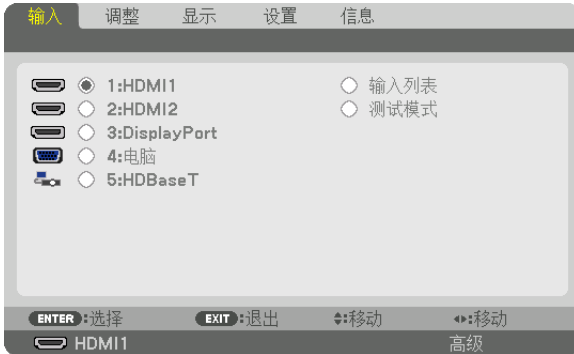 输入 调整 显示 设置 信息
1:HDMI1 输入列表
2:HDMI2 测试模式
3:DisplayPort
4:电脑
5:HDBaseT
ENTER:选择 EXIT:退出 :移动 :移动
HDMI1 高级